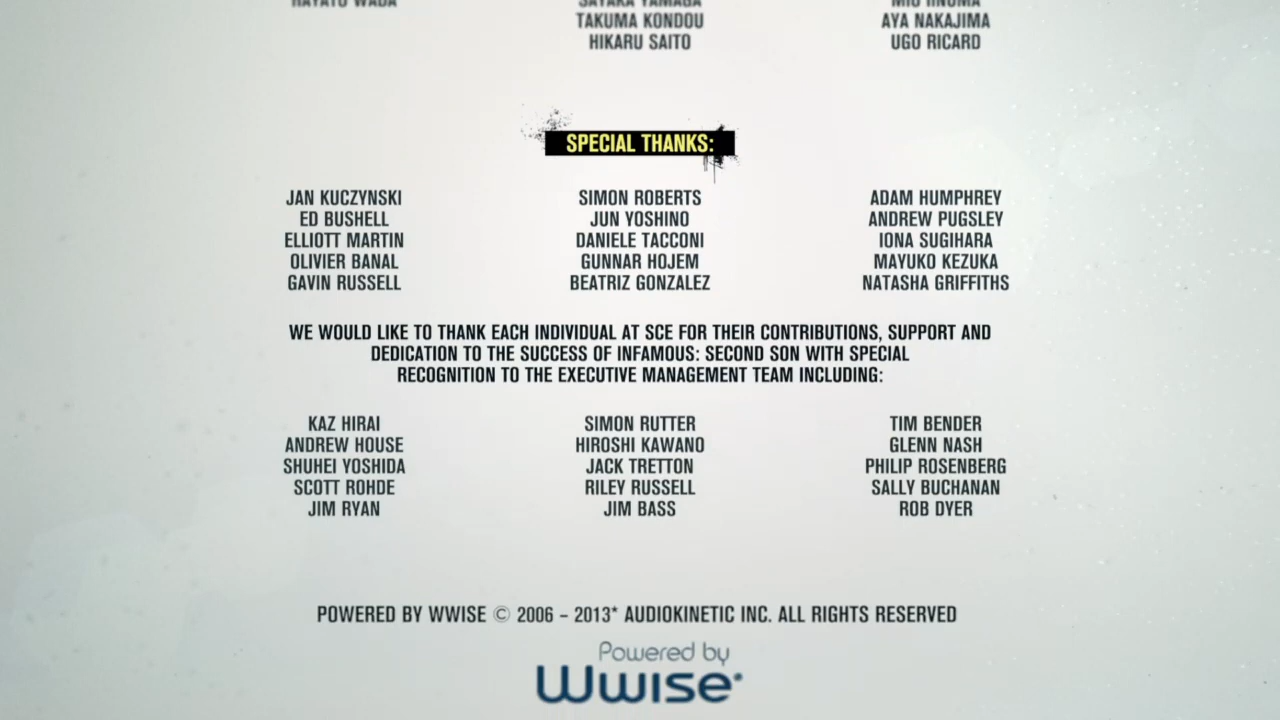 HAYATO WADA SAYAKA YAMAGA MIO IINUMA
TAKUMA KONDOU AYA NAKAJIMA
HIKARU SAITO UGO RICARD
SPECIAL THANKS:
JAN KUCZYNSKI SIMON ROBERTS ADAM HUMPHREY
ED BUSHELL JUN YOSHINO ANDREW PUGSLEY
ELLIOTT MARTIN DANIELE TACCONI IONA SUGIHARA
OLIVIER BANAL GUNNAR HOJEM MAYUKO KEZUKA
GAVIN RUSSELL BEATRIZ GONZALEZ NATASHA GRIFFITHS
WE WOULD LIKE TO THANK EACH INDIVIDUAL AT SCE FOR THEIR CONTRIBUTIONS, SUPPORT AND
DEDICATION TO THE SUCCESS OF INFAMOUS: SECOND SON WITH SPECIAL
RECOGNITION TO THE EXECUTIVE MANAGEMENT TEAM INCLUDING:
KAZ HIRAI SIMON RUTTER TIM BENDER
ANDREW HOUSE HIROSHI KAWANO GLENN NASH
SHUHEI YOSHIDA JACK TRETTON PHILIP ROSENBERG
SCOTT ROHDE RILEY RUSSELL SALLY BUCHANAN
JIM RYAN JIM BASS ROB DYER
POWERED BY WWISE © 2006 – 2013* AUDIOKINETIC INC. ALL RIGHTS RESERVED
Powered by
Wwise®